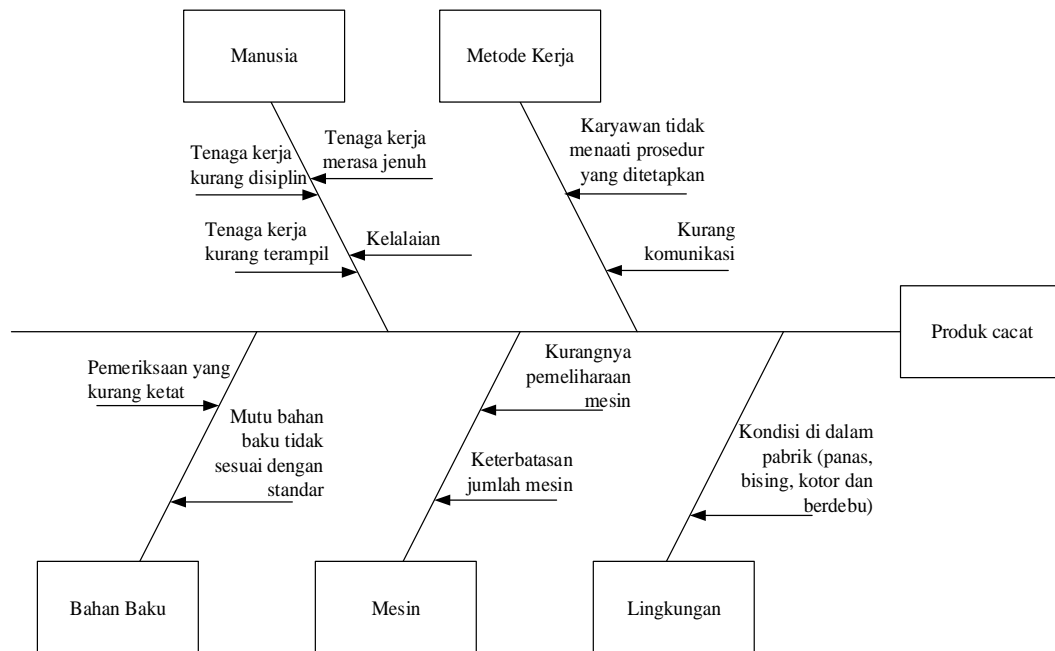 Manusia
Metode Kerja
Tenaga kerja
merasa jenuh
Tenaga kerja
kurang disiplin
Kelalaian
Tenaga kerja
kurang terampil
Karyawan tidak
menaati prosedur
yang ditetapkan
Kurang
komunikasi
Produk cacat
Pemeriksaan yang
kurang ketat
Mutu bahan
baku tidak
sesuai dengan
standar
Kurangnya
pemeliharaan
mesin
Keterbatasan
jumlah mesin
Kondisi di dalam
pabrik (panas,
bising, kotor dan
berdebu)
Bahan Baku
Mesin
Lingkungan